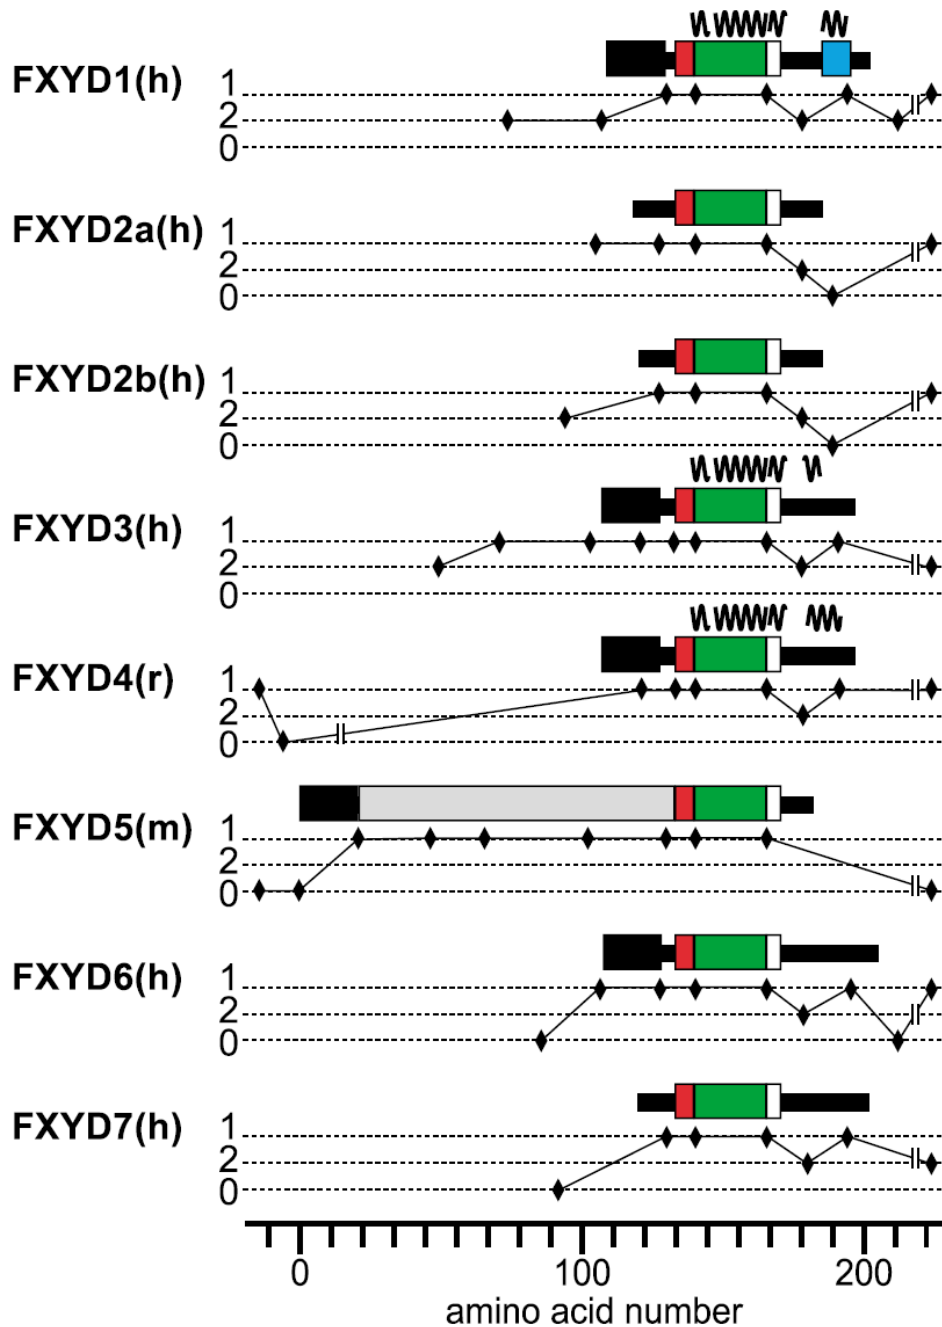 FXYD1(h) 1
2
0
FXYD2a(h) 1
2
0
FXYD2b(h) 1
2
0
FXYD3(h) 1
2
0
FXYD4(r) 1
2
0
FXYD5(m) 1
2
0
FXYD6(h) 1
2
0
FXYD7(h) 1
2
0
0 100 200
amino acid number